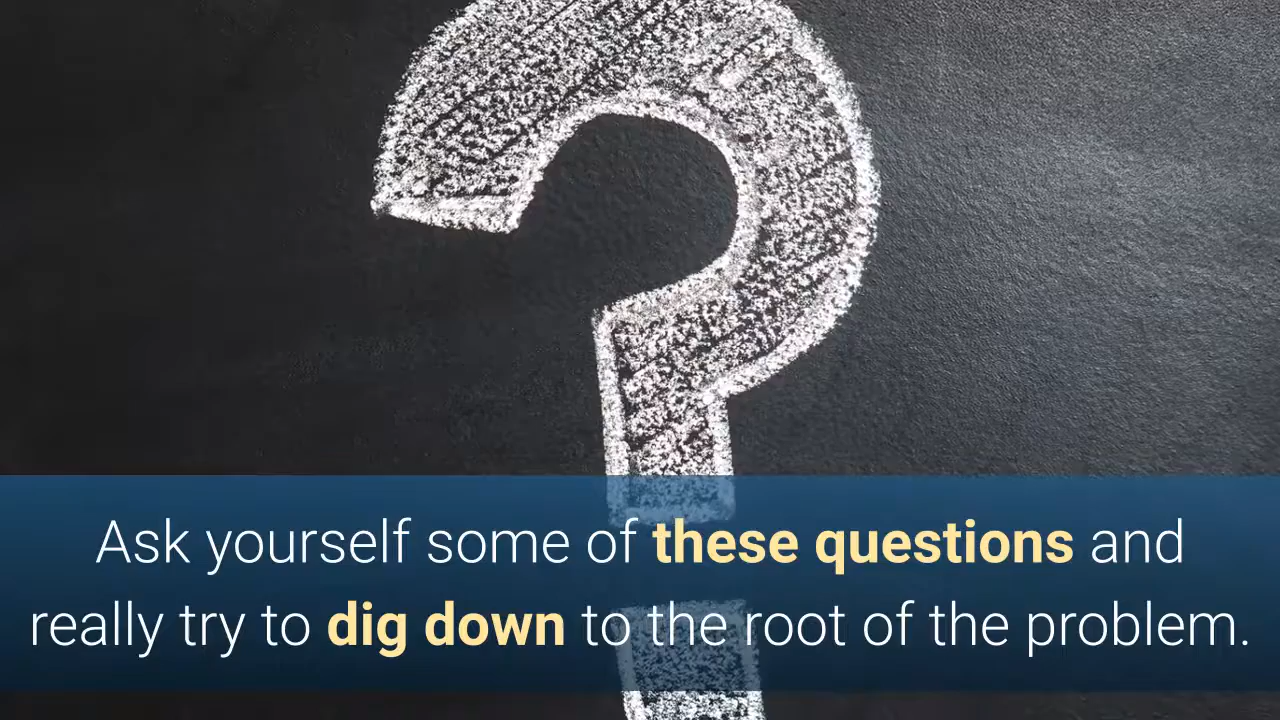 Ask yourself some of these questions and
really try to dig down to the root of the problem.